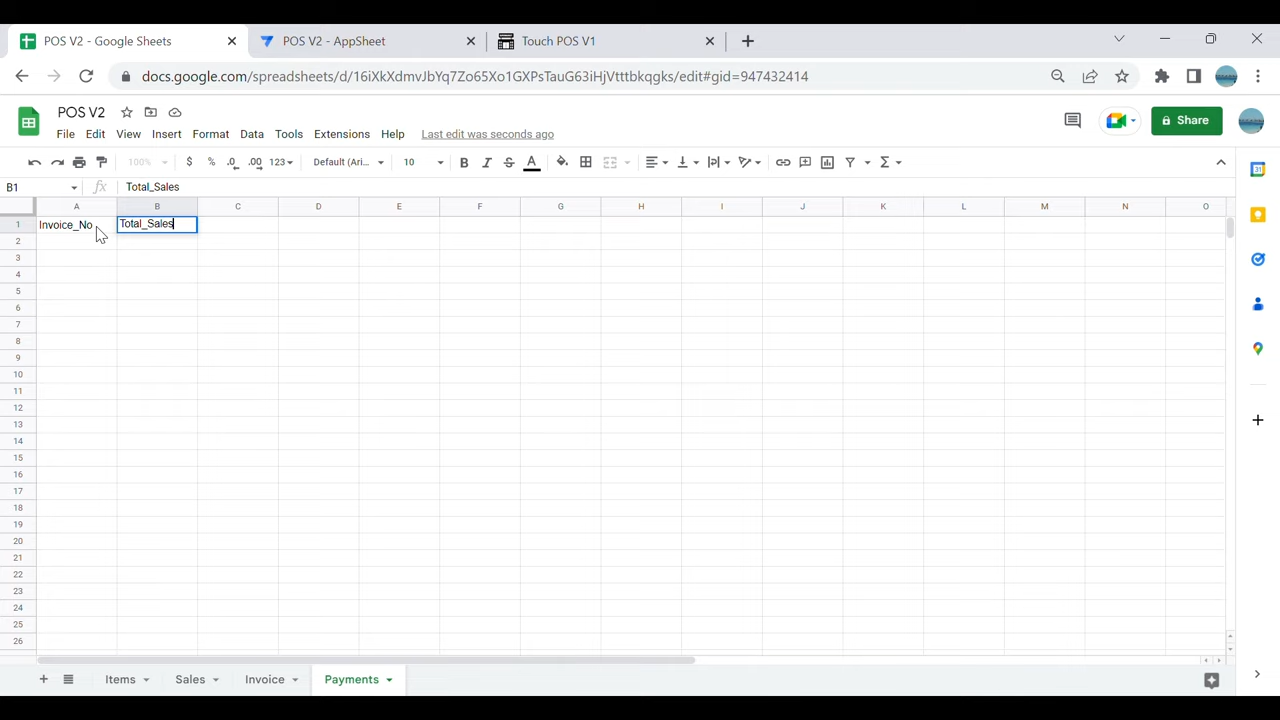 POS V2 - Google Sheets
POS V2 - AppSheet
Touch POS V1
docs.google.com/spreadsheets/d/16iXkXdmvJbYq7Zo65Xo1GXPsTauG63iHjVtttbkqgks/edit#gid=947432414
POS V2
File Edit View Insert Format Data Tools Extensions Help Last edit was seconds ago
Share
100% $ % .0 .00 123 Default (Ari... 10 B I S A Σ
B1 fx Total_Sales
A B C D E F G H I J K L M N O
1 Invoice_No Total_Sales
2
3
4
5
6
7
8
9
10
11
12
13
14
15
16
17
18
19
20
21
22
23
24
25
26
Items Sales Invoice Payments